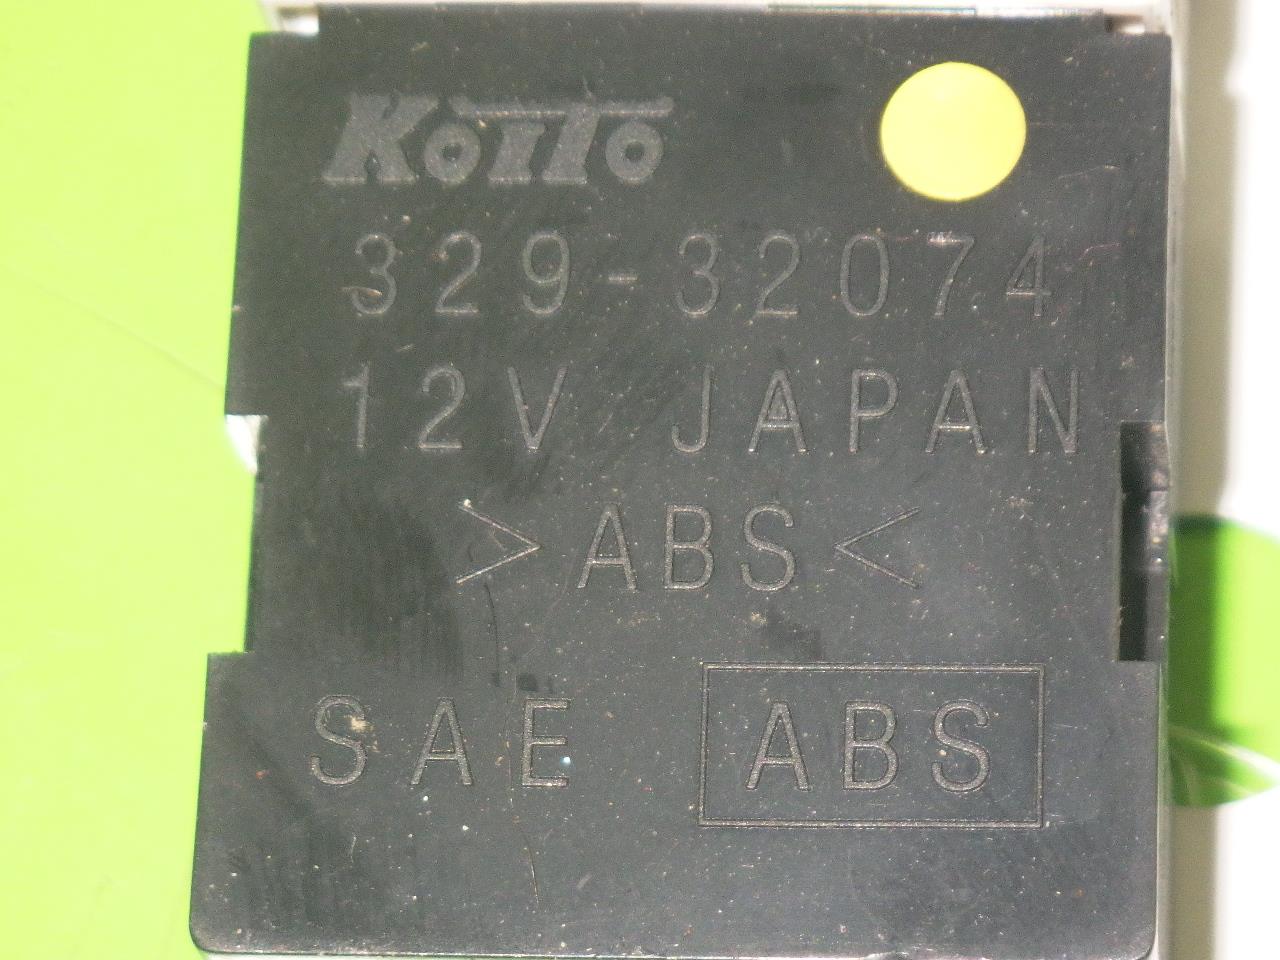 KoITo
329-32074
12V JAPAN
>ABS<
SAE ABS